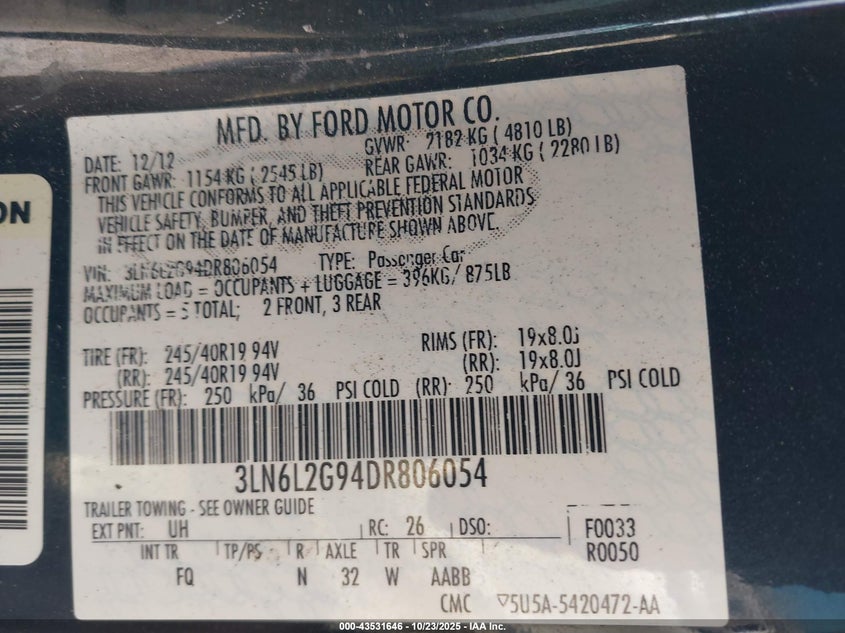 ON
MFD. BY FORD MOTOR CO.
DATE: 12/12 GVWR: 2182 KG ( 4810 LB)
FRONT GAWR: 1154 KG ( 2545 LB) REAR GAWR: 1034 KG ( 2280 LB)
THIS VEHICLE CONFORMS TO ALL APPLICABLE FEDERAL MOTOR
VEHICLE SAFETY, BUMPER, AND THEFT PREVENTION STANDARDS
IN EFFECT ON THE DATE OF MANUFACTURE SHOWN ABOVE.
VIN: 3LN6L2G94DR806054 TYPE: Passenger Car
MAXIMUM LOAD = OCCUPANTS + LUGGAGE = 396KG/ 875LB
OCCUPANTS = 5 TOTAL; 2 FRONT, 3 REAR
TIRE (FR): 245/40R19 94V RIMS (FR): 19x8.0J
(RR): 245/40R19 94V (RR): 19x8.0J
PRESSURE (FR): 250 kPa/ 36 PSI COLD (RR): 250 kPa/ 36 PSI COLD
3LN6L2G94DR806054
TRAILER TOWING - SEE OWNER GUIDE
EXT PNT: UH RC: 26 DSO: F0033
INT TR TP/PS R AXLE TR SPR R0050
FQ N 32 W AABB
CMC ▽5U5A-5420472-AA
000-43531646 - 10/23/2025 - IAA Inc.